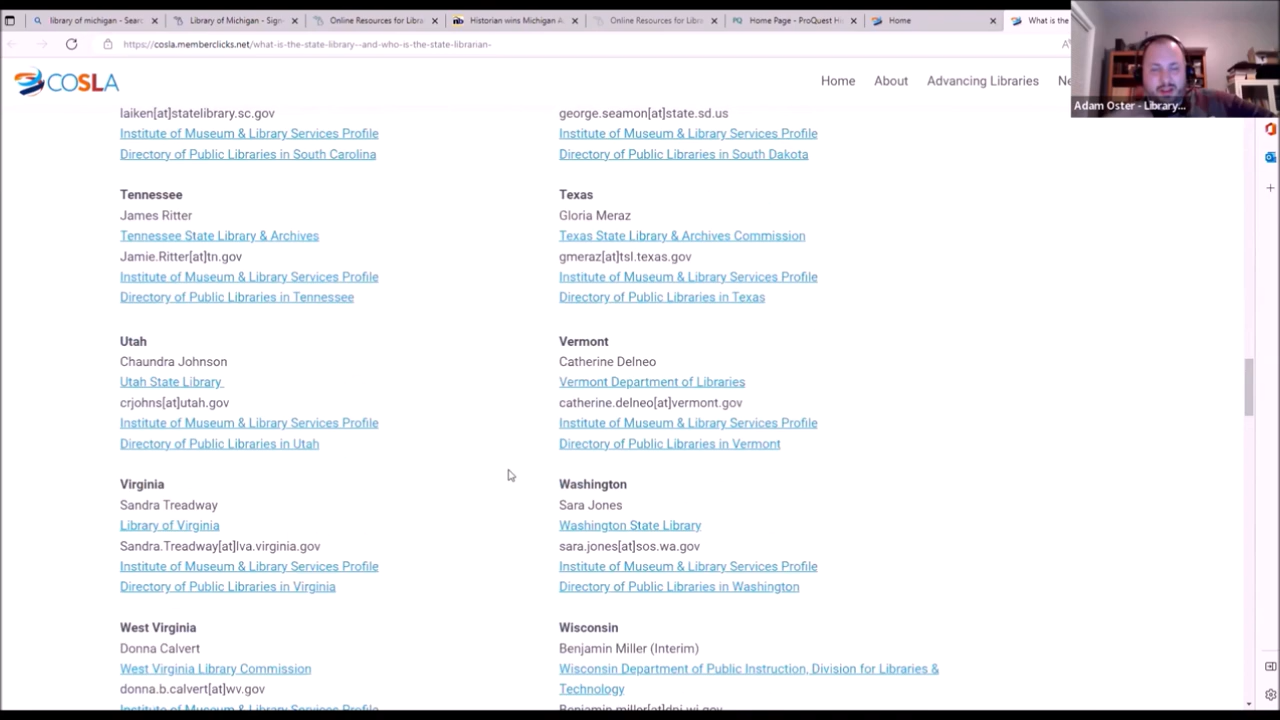 library of michigan - Sear
Library of Michigan - Sign
Online Resources for Libra
Historian wins Michigan A
Online Resources for Libra
Home Page - ProQuest H
Home
What is the
https://cosla.memberclicks.net/what-is-the-state-library--and-who-is-the-state-librarian-
COSLA
Home
About
Advancing Libraries
Adam Oster - Library...
laiken[at]statelibrary.sc.gov
Institute of Museum & Library Services Profile
Directory of Public Libraries in South Carolina
george.seamon[at]state.sd.us
Institute of Museum & Library Services Profile
Directory of Public Libraries in South Dakota
Tennessee
James Ritter
Tennessee State Library & Archives
Jamie.Ritter[at]tn.gov
Institute of Museum & Library Services Profile
Directory of Public Libraries in Tennessee
Texas
Gloria Meraz
Texas State Library & Archives Commission
gmeraz[at]tsl.texas.gov
Institute of Museum & Library Services Profile
Directory of Public Libraries in Texas
Utah
Chaundra Johnson
Utah State Library
crjohns[at]utah.gov
Institute of Museum & Library Services Profile
Directory of Public Libraries in Utah
Vermont
Catherine Delneo
Vermont Department of Libraries
catherine.delneo[at]vermont.gov
Institute of Museum & Library Services Profile
Directory of Public Libraries in Vermont
Virginia
Sandra Treadway
Library of Virginia
Sandra.Treadway[at]lva.virginia.gov
Institute of Museum & Library Services Profile
Directory of Public Libraries in Virginia
Washington
Sara Jones
Washington State Library
sara.jones[at]sos.wa.gov
Institute of Museum & Library Services Profile
Directory of Public Libraries in Washington
West Virginia
Donna Calvert
West Virginia Library Commission
donna.b.calvert[at]wv.gov
Institute of Museum & Library Services Profile
Wisconsin
Benjamin Miller (Interim)
Wisconsin Department of Public Instruction, Division for Libraries &
Technology
Benjamin.miller[at]dpi.wi.gov